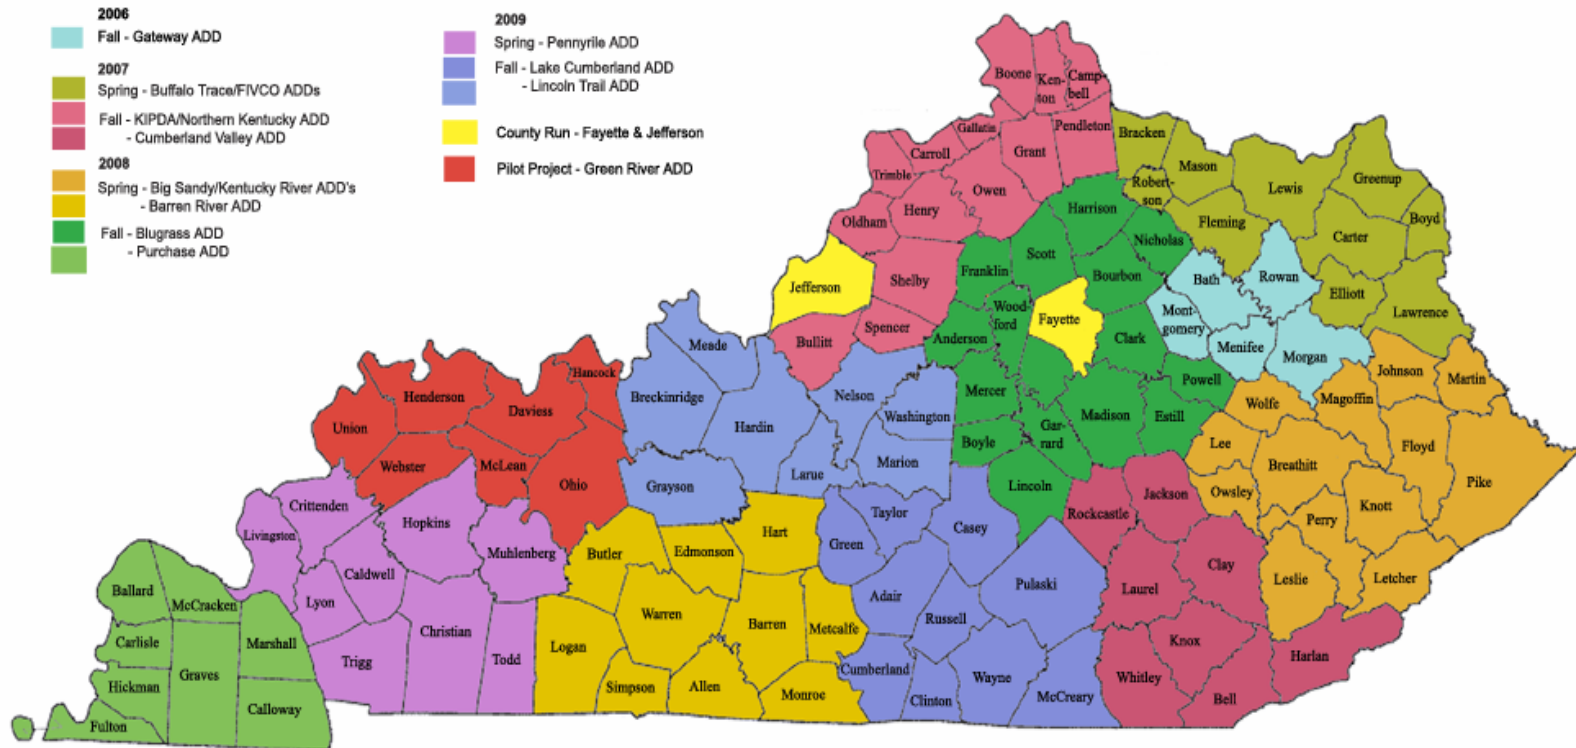 2006
Fall - Gateway ADD
2007
Spring - Buffalo Trace/FIVCO ADDs
Fall - KIPDA/Northern Kentucky ADD
- Cumberland Valley ADD
2008
Spring - Big Sandy/Kentucky River ADD's
- Barren River ADD
Fall - Blugrass ADD
- Purchase ADD
2009
Spring - Pennyrile ADD
Fall - Lake Cumberland ADD
- Lincoln Trail ADD
County Run - Fayette & Jefferson
Pilot Project - Green River ADD
Boone
Ken-
ton
Camp-
bell
Gallatin
Carroll
Trimble
Grant
Pendleton
Owen
Henry
Oldham
Shelby
Spencer
Bullitt
Jefferson
Bracken
Mason
Robert-
son
Lewis
Greenup
Fleming
Boyd
Carter
Elliott
Lawrence
Harrison
Nicholas
Scott
Franklin
Bourbon
Wood-
ford
Fayette
Anderson
Clark
Powell
Mercer
Madison
Estill
Gar-
rard
Boyle
Lincoln
Bath
Rowan
Mont-
gomery
Menifee
Morgan
Johnson
Martin
Magoffin
Wolfe
Lee
Floyd
Breathitt
Pike
Owsley
Knott
Perry
Leslie
Letcher
Meade
Breckinridge
Hardin
Nelson
Washington
Larue
Marion
Grayson
Hancock
Henderson
Daviess
Union
Webster
McLean
Ohio
Crittenden
Livingston
Hopkins
Muhlenberg
Caldwell
Lyon
Christian
Trigg
Todd
Ballard
McCracken
Carlisle
Graves
Marshall
Hickman
Calloway
Fulton
Butler
Edmonson
Hart
Warren
Barren
Metcalfe
Logan
Simpson
Allen
Monroe
Taylor
Green
Casey
Adair
Pulaski
Russell
Cumberland
Wayne
Clinton
McCreary
Rockcastle
Jackson
Laurel
Clay
Knox
Whitley
Bell
Harlan